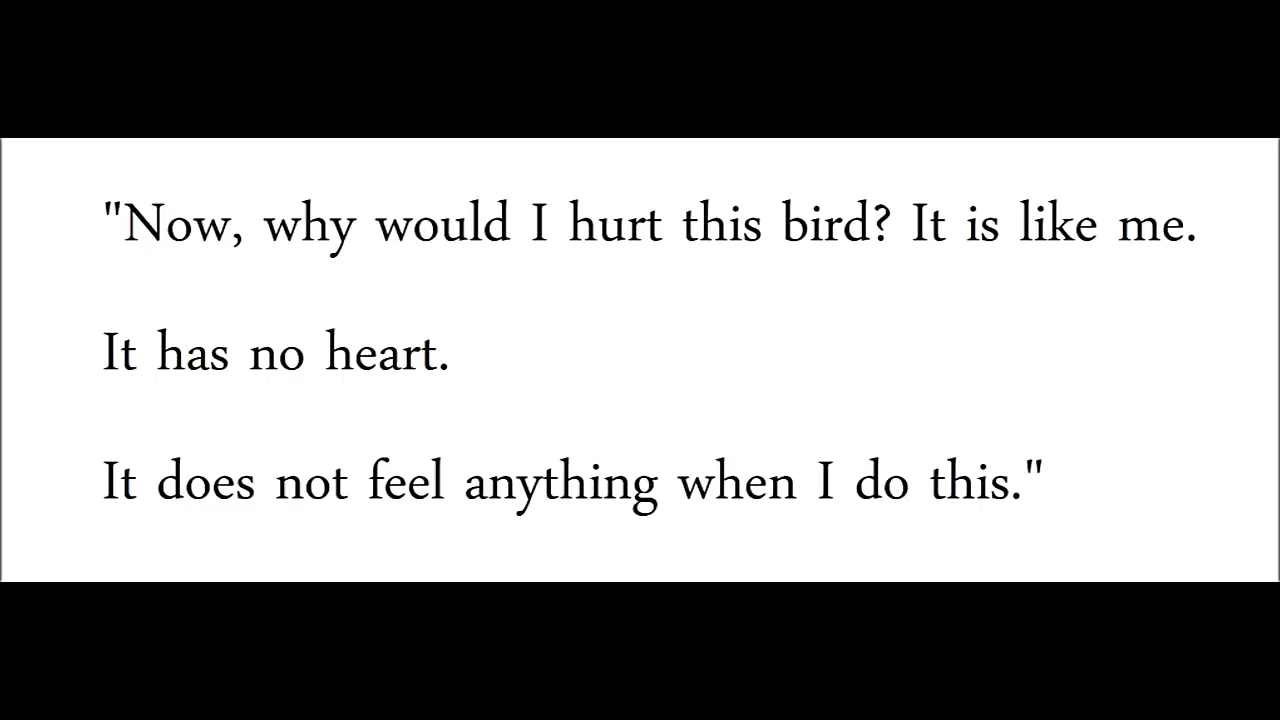 "Now, why would I hurt this bird? It is like me.
It has no heart.
It does not feel anything when I do this."